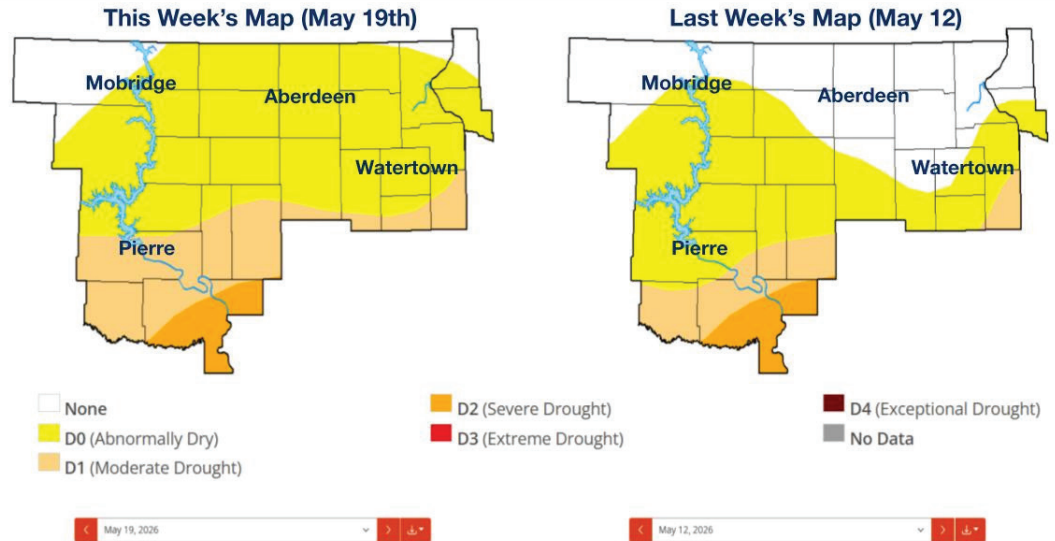 This Week's Map (May 19th)
Last Week's Map (May 12)
Mobridge
Aberdeen
Watertown
Pierre
Mobridge
Aberdeen
Watertown
Pierre
None
D0 (Abnormally Dry)
D1 (Moderate Drought)
D2 (Severe Drought)
D3 (Extreme Drought)
D4 (Exceptional Drought)
No Data
May 19, 2026
May 12, 2026